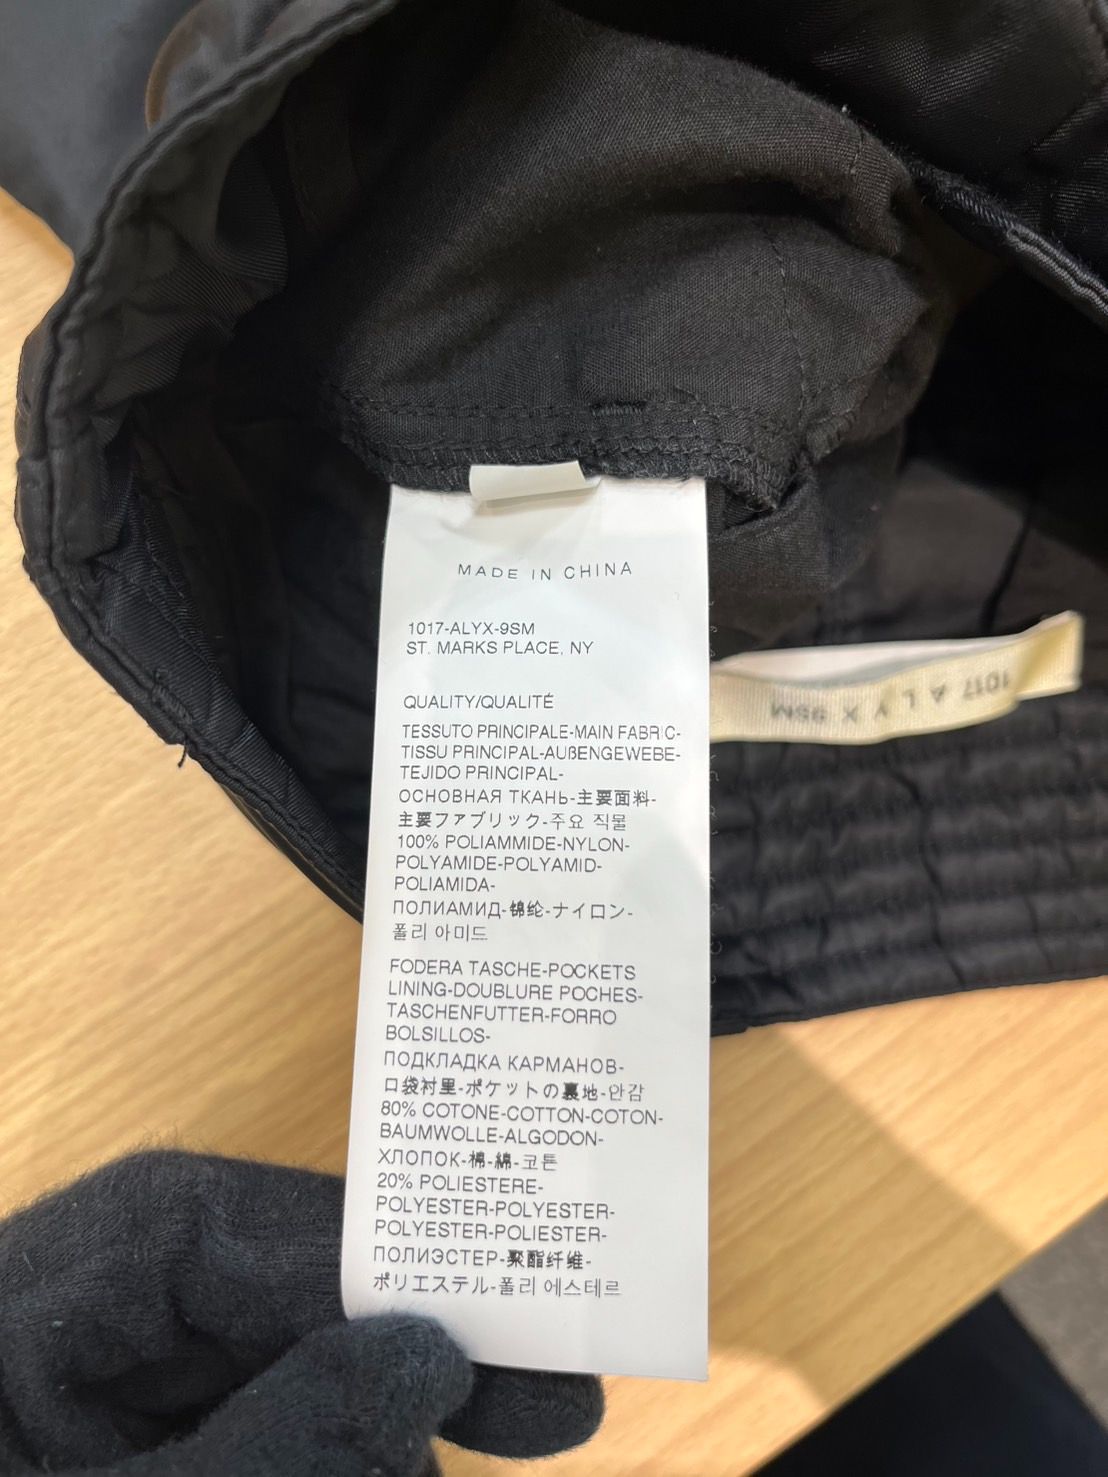 MADE IN CHINA
1017-ALYX-9SM
ST. MARKS PLACE, NY
QUALITY/QUALITÉ
TESSUTO PRINCIPALE-MAIN FABRIC-
TISSU PRINCIPAL-AUßENGEWEBE-
TEJIDO PRINCIPAL-
ОСНОВНАЯ ТКАНЬ-主要面料-
主要ファブリック-주요 직물
100% POLIAMMIDE-NYLON-
POLYAMIDE-POLYAMID-
POLIAMIDA-
ПОЛИАМИД-锦纶-ナイロン-
폴리 아미드
FODERA TASCHE-POCKETS
LINING-DOUBLURE POCHES-
TASCHENFUTTER-FORRO
BOLSILLOS-
ПОДКЛАДКА КАРМАНОВ-
口袋衬里-ポケットの裏地-안감
80% COTONE-COTTON-COTON-
BAUMWOLLE-ALGODON-
ХЛОПОК-棉-綿-코튼
20% POLIESTERE-
POLYESTER-POLYESTER-
POLYESTER-POLIESTER-
ПОЛИЭСТЕР-聚酯纤维-
ポリエステル-폴리 에스테르
1017 ALYX 9SM